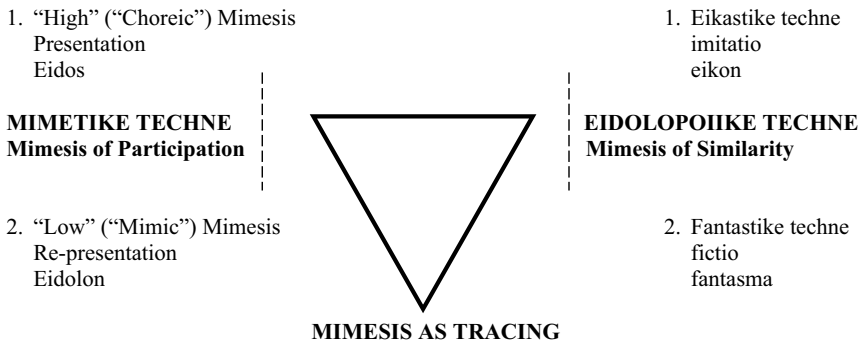 1. “High” (“Choreic”) Mimesis
Presentation
Eidos
MIMETIKE TECHNE
Mimesis of Participation
2. “Low” (“Mimic”) Mimesis
Re-presentation
Eidolon
1. Eikastike techne
imitatio
eikon
EIDOLOPOIIKE TECHNE
Mimesis of Similarity
2. Fantastike techne
fictio
fantasma
MIMESIS AS TRACING